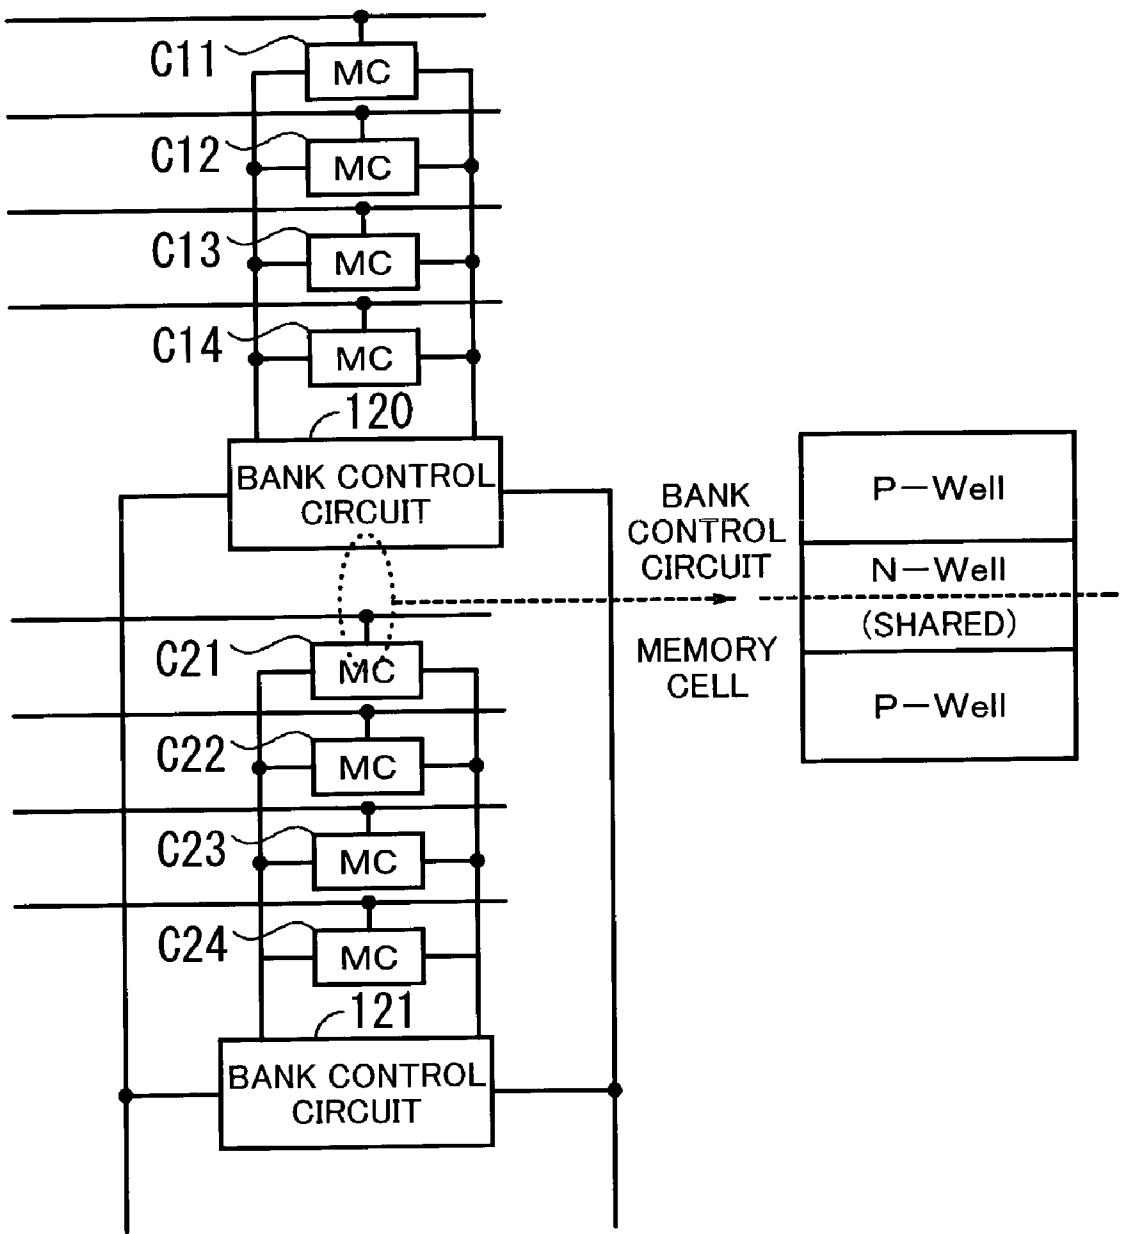 C11
MC
C12
MC
C13
MC
C14
MC
120
BANK CONTROL
CIRCUIT
C21
MC
C22
MC
C23
MC
C24
MC
121
BANK CONTROL
CIRCUIT
BANK
CONTROL
CIRCUIT
MEMORY
CELL
P-Well
N-Well
(SHARED)
P-Well